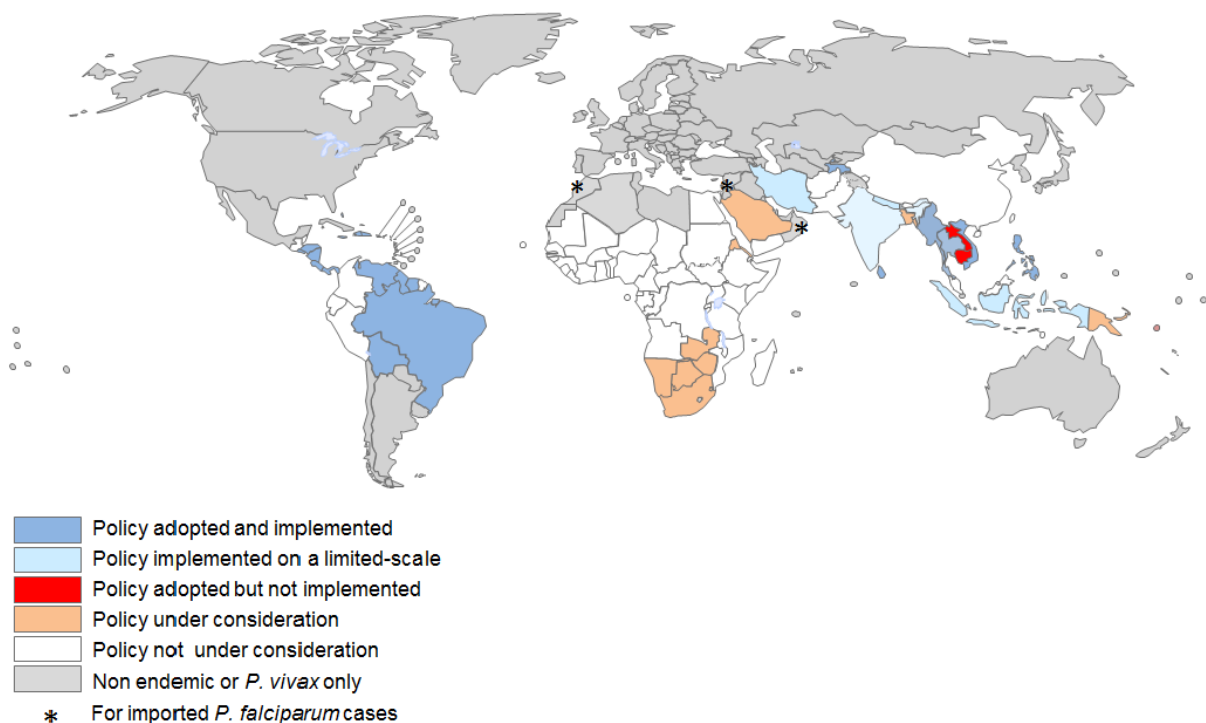 Policy adopted and implemented
Policy implemented on a limited-scale
Policy adopted but not implemented
Policy under consideration
Policy not under consideration
Non endemic or P. vivax only
* For imported P. falciparum cases